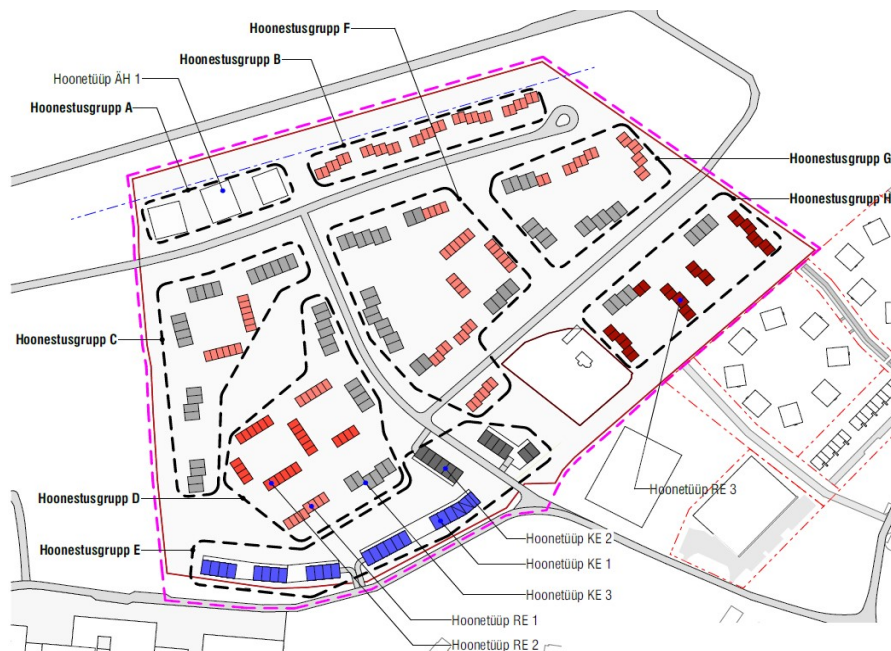 Hoonestusgrupp F
Hoonestusgrupp B
Hoonetüüp ÄH 1
Hoonestusgrupp A
Hoonestusgrupp G
Hoonestusgrupp H
Hoonestusgrupp C
Hoonestusgrupp D
Hoonetüüp RE 3
Hoonetüüp KE 2
Hoonestusgrupp E
Hoonetüüp KE 1
Hoonetüüp KE 3
Hoonetüüp RE 1
Hoonetüüp RE 2